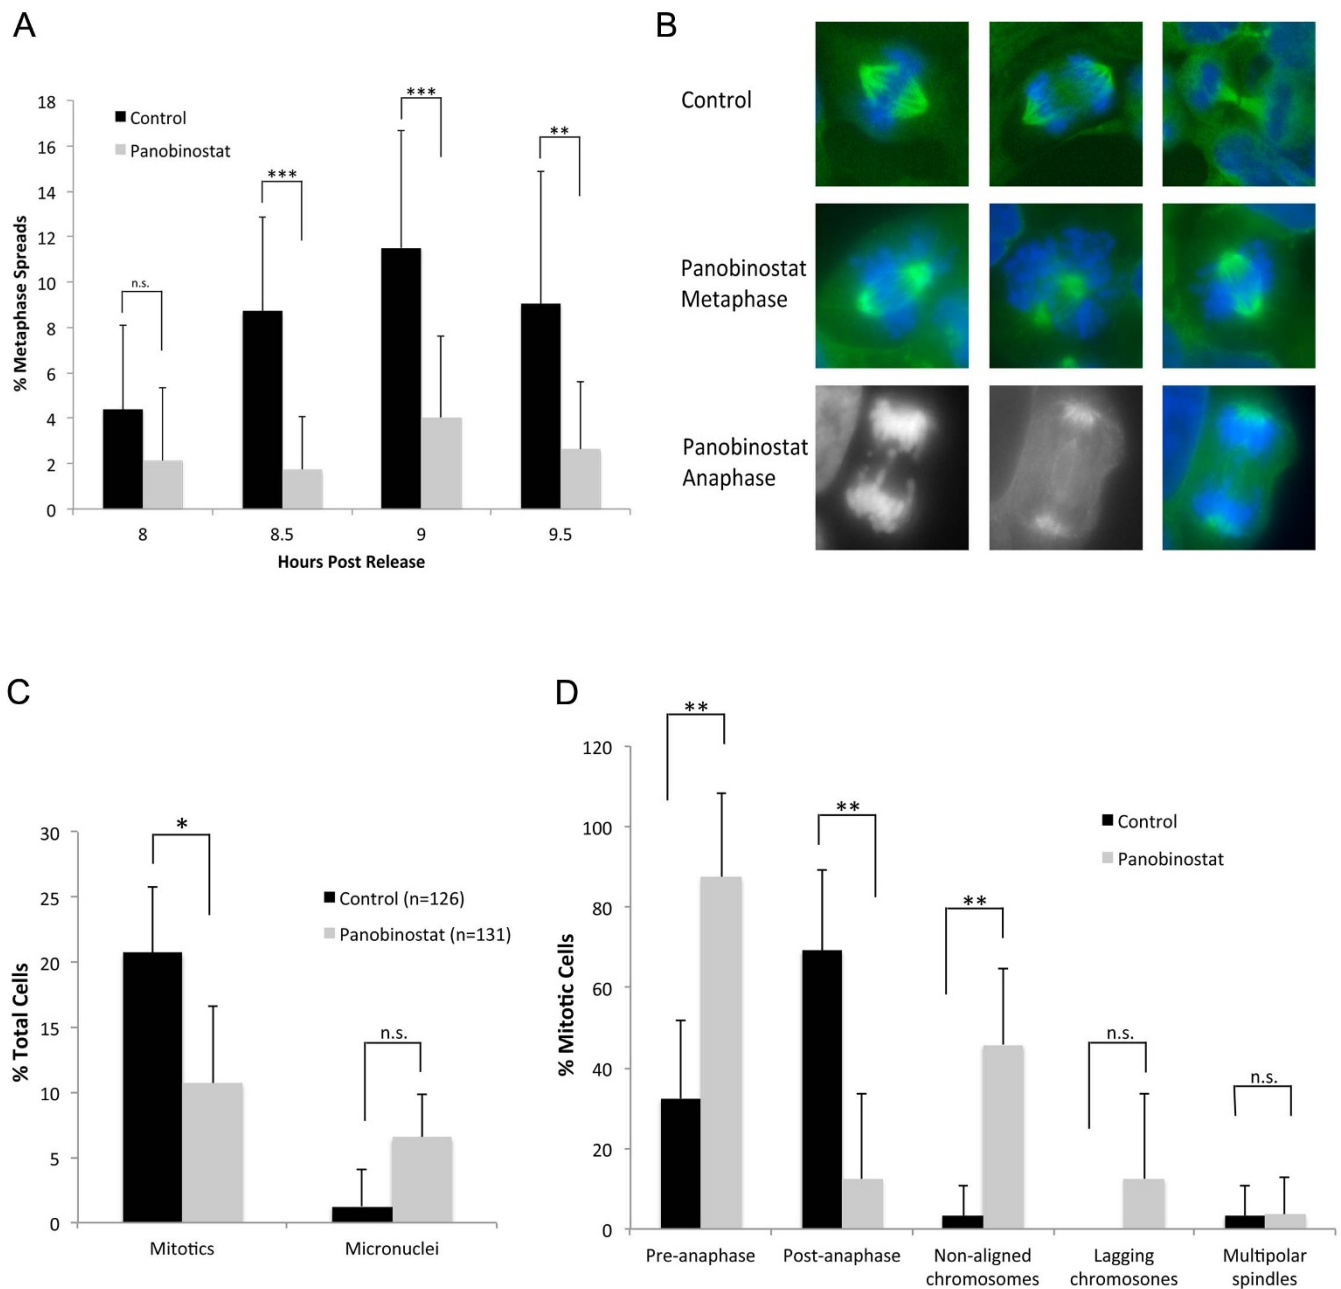 A
18
16
14
12
10
8
6
4
2
0
% Metaphase Spreads
Control
Panobinostat
n.s.
***
***
**
8
8.5
9
9.5
Hours Post Release
B
Control
Panobinostat
Metaphase
Panobinostat
Anaphase
C
30
25
20
15
10
5
0
% Total Cells
*
n.s.
Control (n=126)
Panobinostat (n=131)
Mitotics
Micronuclei
D
120
100
80
60
40
20
0
% Mitotic Cells
**
**
**
n.s.
n.s.
Control
Panobinostat
Pre-anaphase
Post-anaphase
Non-aligned
chromosomes
Lagging
chromosones
Multipolar
spindles